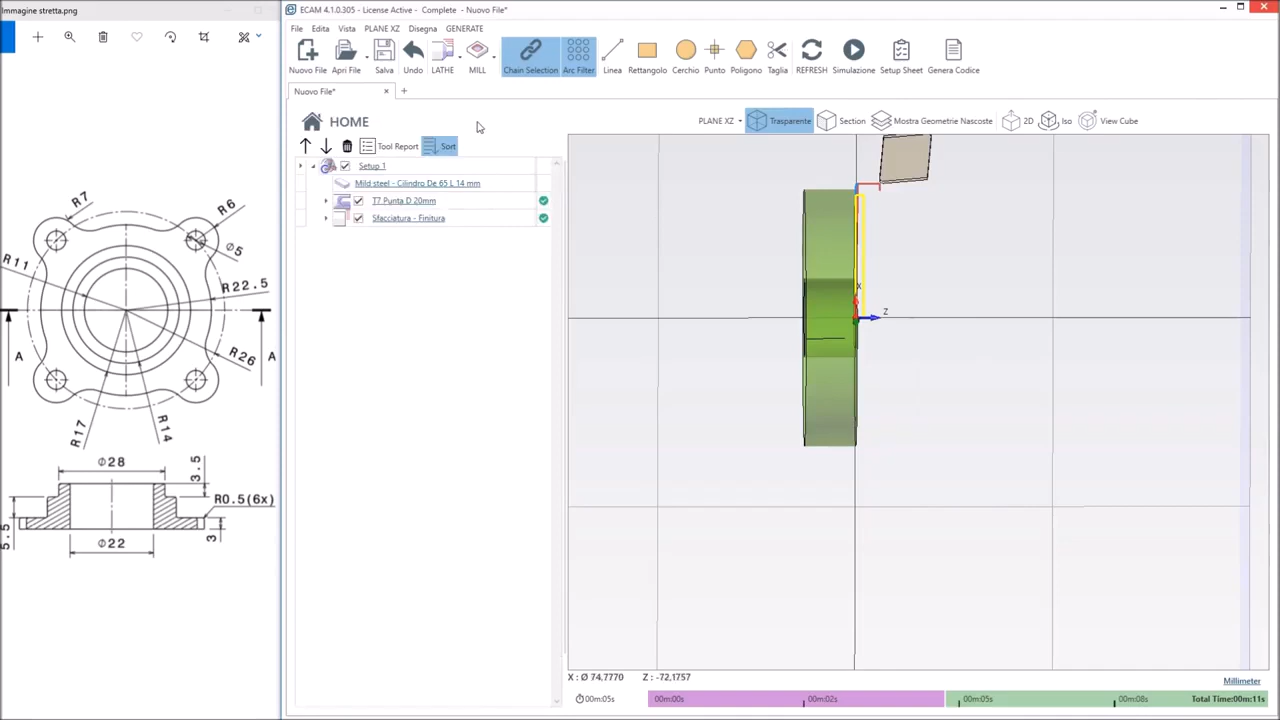 Immagine stretta.png
R7
R6
∅5
R11
R22.5
A
A
R26
R17
R14
∅28
3.5
R0.5(6x)
5.5
3
∅22
ECAM 4.1.0.305 - License Active - Complete - Nuovo File*
File Edita Vista PLANE XZ Disegna GENERATE
Nuovo File Apri File Salva Undo LATHE MILL Chain Selection Arc Filter Linea Rettangolo Cerchio Punto Poligono Taglia REFRESH Simulazione Setup Sheet Genera Codice
Nuovo File*
HOME
PLANE XZ Trasparente Section Mostra Geometrie Nascoste 2D Iso View Cube
Tool Report Sort
Setup 1
Mild steel - Cilindro De 65 L 14 mm
T7 Punta D 20mm
Sfacciatura - Finitura
X
Z
X : Ø 74,7770 Z : -72,1757
Millimeter
00m:05s 00m:00s 00m:02s 00m:05s 00m:08s Total Time:00m:11s